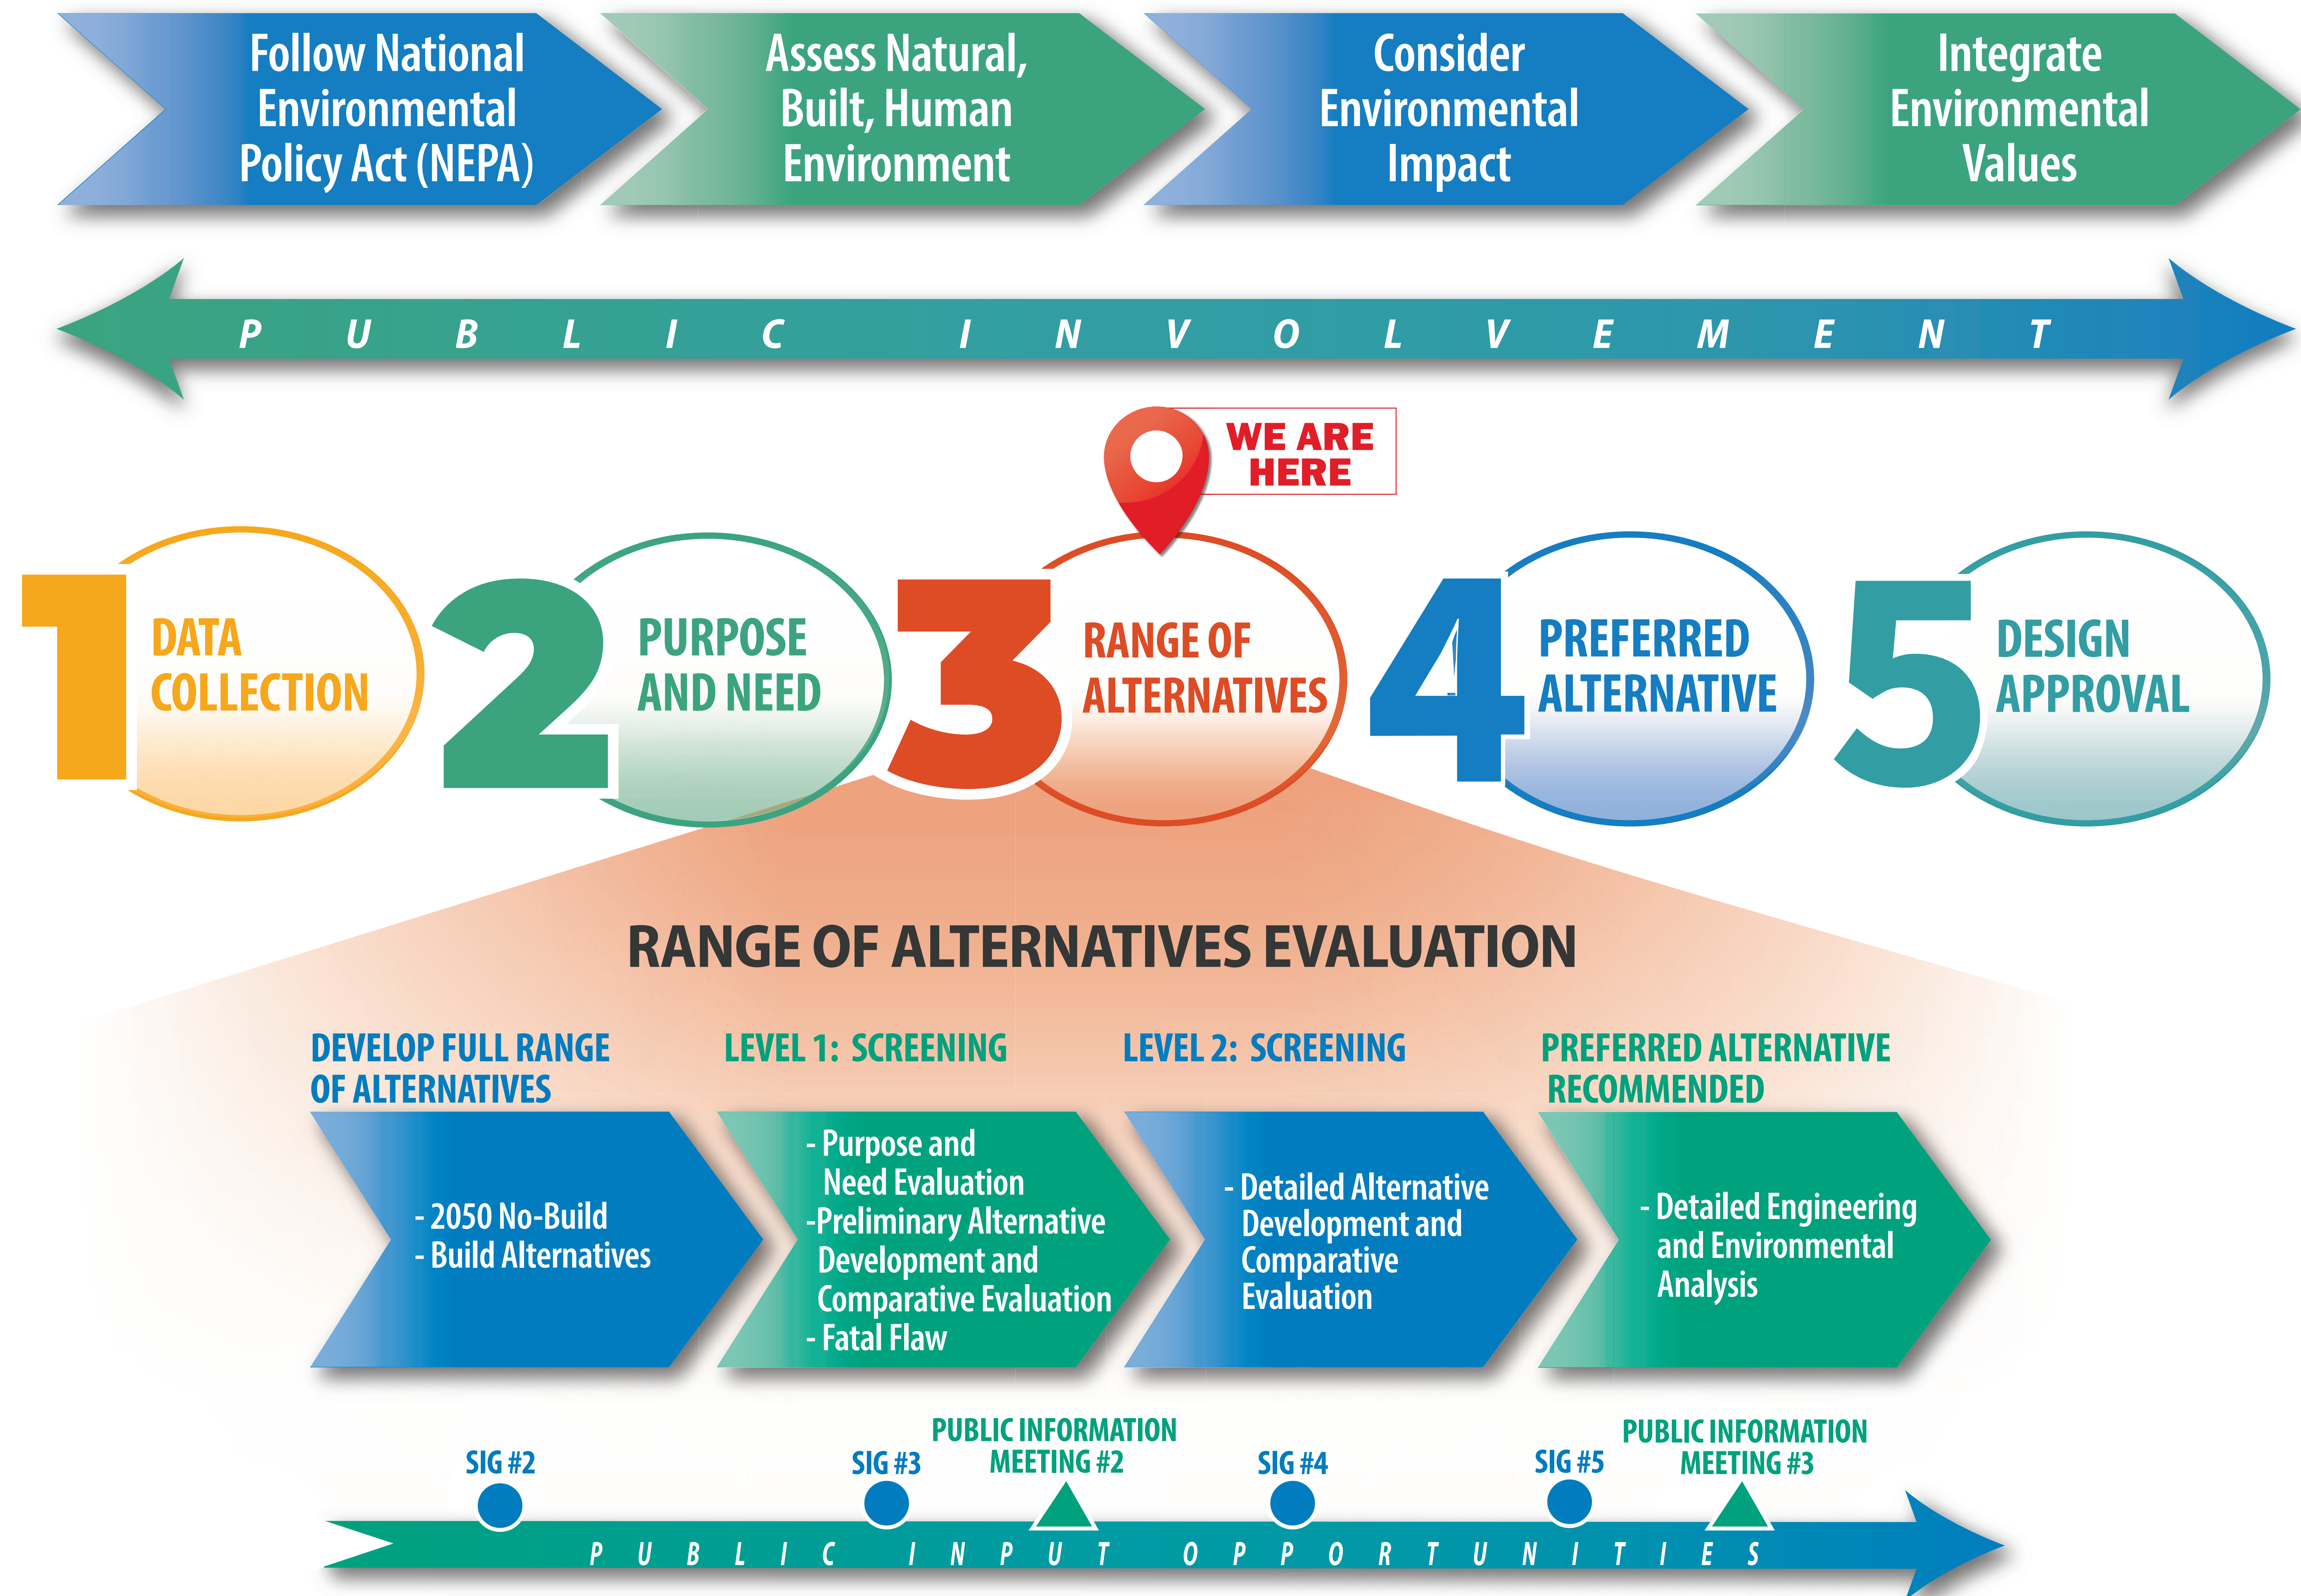 Follow National
Environmental
Policy Act (NEPA)
Assess Natural,
Built, Human
Environment
Consider
Environmental
Impact
Integrate
Environmental
Values
PUBLIC INVOLVEMENT
WE ARE
HERE
1
DATA
COLLECTION
2
PURPOSE
AND NEED
3
RANGE OF
ALTERNATIVES
4
PREFERRED
ALTERNATIVE
5
DESIGN
APPROVAL
RANGE OF ALTERNATIVES EVALUATION
DEVELOP FULL RANGE
OF ALTERNATIVES
- 2050 No-Build
- Build Alternatives
LEVEL 1: SCREENING
- Purpose and
Need Evaluation
-Preliminary Alternative
Development and
Comparative Evaluation
- Fatal Flaw
LEVEL 2: SCREENING
- Detailed Alternative
Development and
Comparative
Evaluation
PREFERRED ALTERNATIVE
RECOMMENDED
- Detailed Engineering
and Environmental
Analysis
SIG #2
SIG #3
PUBLIC INFORMATION
MEETING #2
SIG #4
SIG #5
PUBLIC INFORMATION
MEETING #3
PUBLIC INPUT OPPORTUNITIES